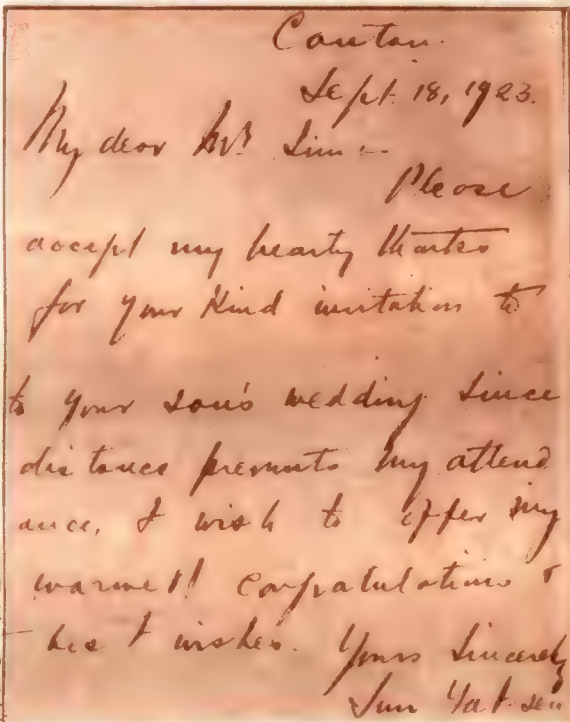 Canton.
Sept. 18, 1923.
My dear Mr. Lim -
Please
accept my hearty thanks
for your kind invitation to
to your son's wedding. Since
distance prevents my attend
ance, I wish to offer my
warmest congratulations &
best wishes. Yours Sincerely
Sun Yat-sen